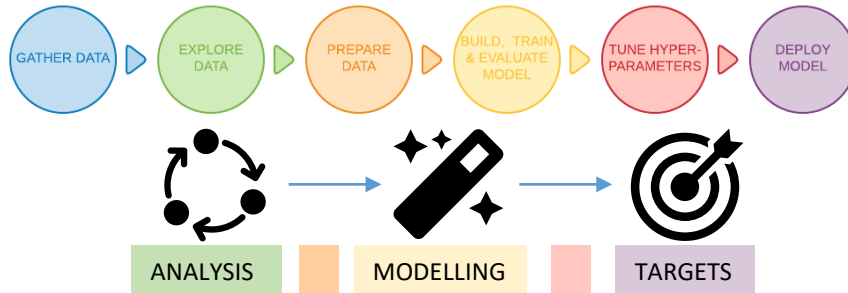 GATHER DATA
EXPLORE
DATA
PREPARE
DATA
BUILD, TRAIN
& EVALUATE
MODEL
TUNE HYPER-
PARAMETERS
DEPLOY
MODEL
ANALYSIS
MODELLING
TARGETS